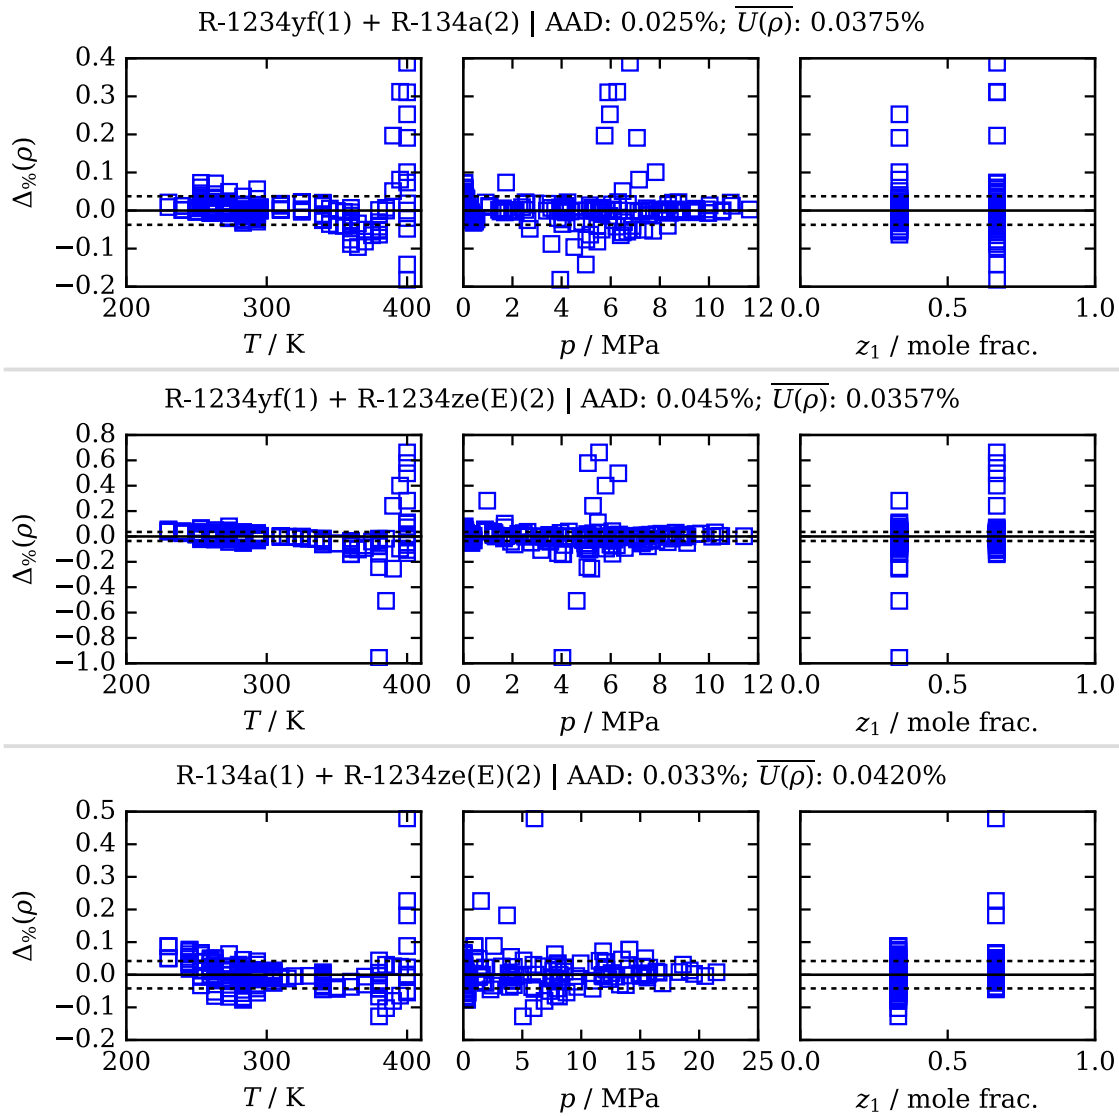 R-1234yf(1) + R-134a(2) | AAD: 0.025%; U(ρ): 0.0375%
Δ%(ρ)
0.4
0.3
0.2
0.1
0.0
−0.1
−0.2
200 300 400
0 2 4 6 8 10 12
0.0 0.5 1.0
T / K
p / MPa
z1 / mole frac.
R-1234yf(1) + R-1234ze(E)(2) | AAD: 0.045%; U(ρ): 0.0357%
Δ%(ρ)
0.8
0.6
0.4
0.2
0.0
−0.2
−0.4
−0.6
−0.8
−1.0
200 300 400
0 2 4 6 8 10 12
0.0 0.5 1.0
T / K
p / MPa
z1 / mole frac.
R-134a(1) + R-1234ze(E)(2) | AAD: 0.033%; U(ρ): 0.0420%
Δ%(ρ)
0.5
0.4
0.3
0.2
0.1
0.0
−0.1
−0.2
200 300 400
0 5 10 15 20 25
0.0 0.5 1.0
T / K
p / MPa
z1 / mole frac.